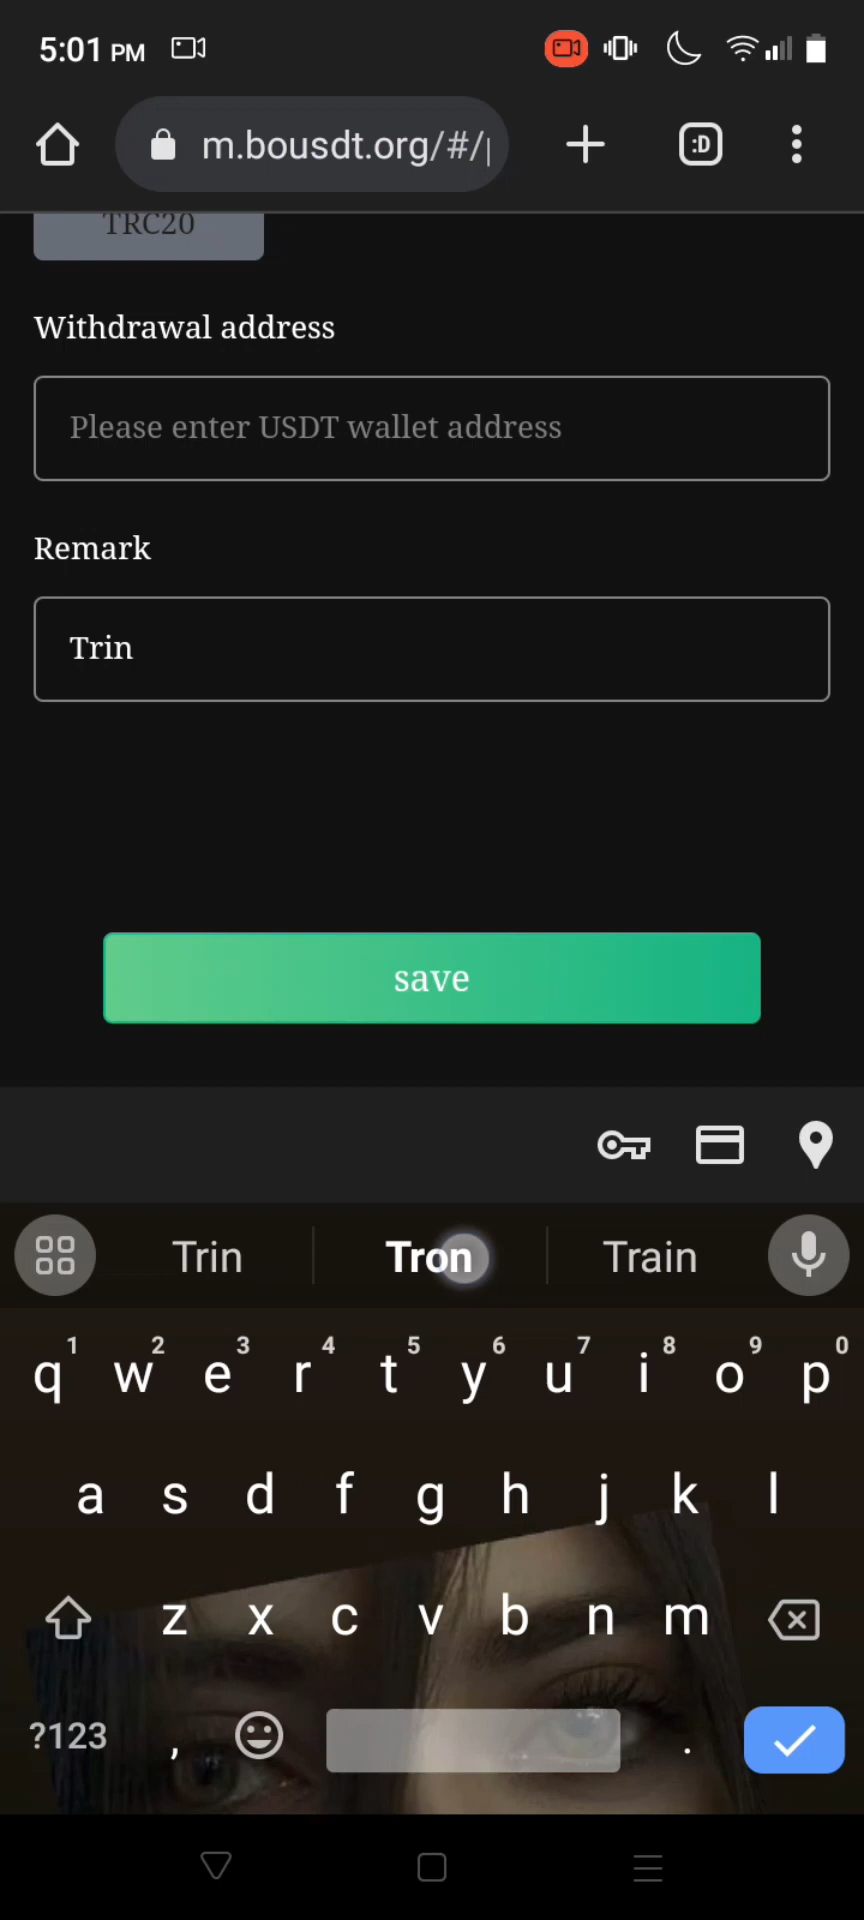 5:01 PM
m.bousdt.org/#/
:D
TRC20
Withdrawal address
Please enter USDT wallet address
Remark
Trin
save
Trin Tron Train
1 2 3 4 5 6 7 8 9 0
q w e r t y u i o p
a s d f g h j k l
z x c v b n m
?123 , .